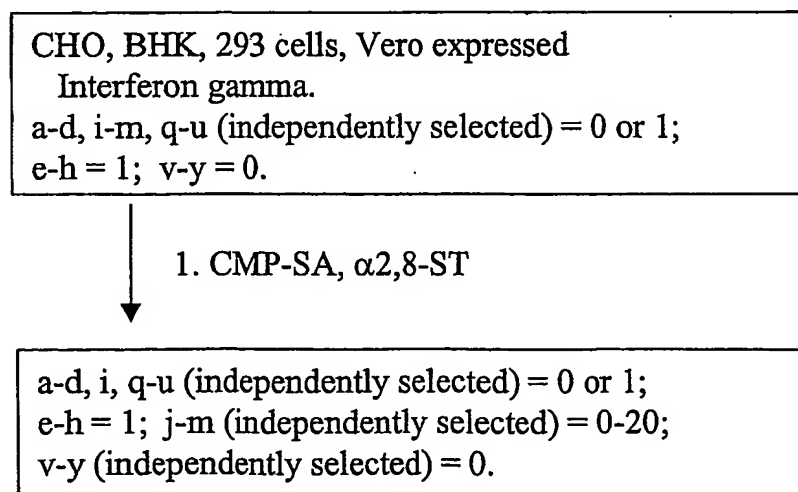 CHO, BHK, 293 cells, Vero expressed
Interferon gamma.
a-d, i-m, q-u (independently selected) = 0 or 1;
e-h = 1; v-y = 0.
1. CMP-SA, α2,8-ST
a-d, i, q-u (independently selected) = 0 or 1;
e-h = 1; j-m (independently selected) = 0-20;
v-y (independently selected) = 0.